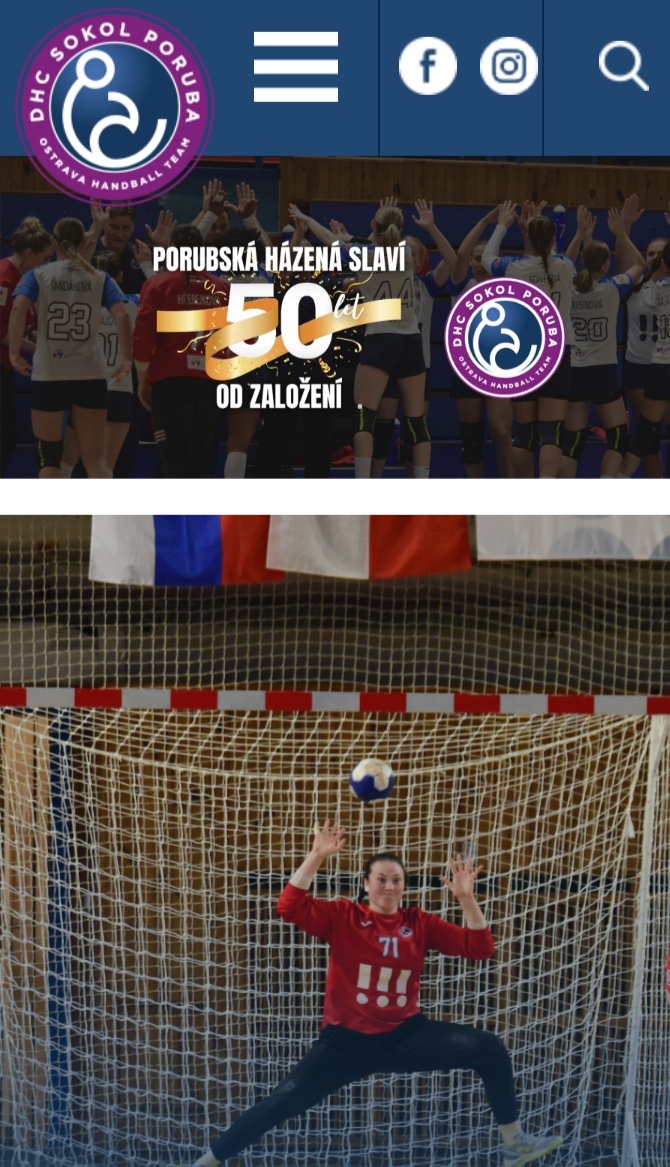 DHC SOKOL PORUBA
OSTRAVA HANDBALL TEAM
PORUBSKÁ HÁZENÁ SLAVÍ
50 let
OD ZALOŽENÍ
DHC SOKOL PORUBA
OSTRAVA HANDBALL TEAM
ŠMIDÁKOVÁ
23
44
20
71
!!!